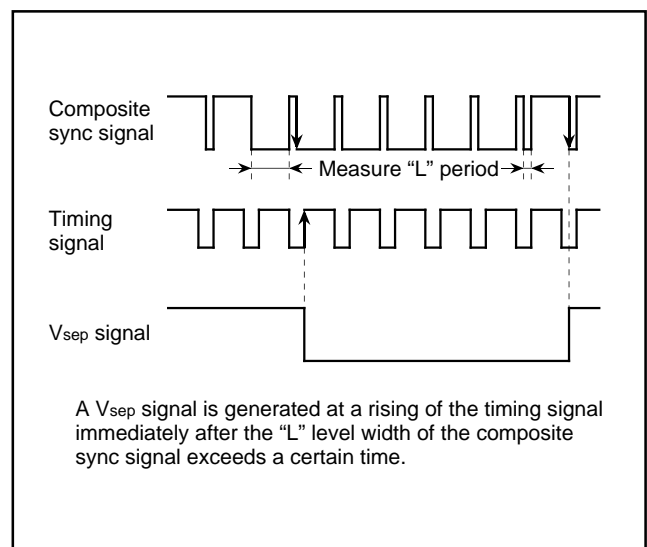 Composite
sync signal
Measure “L” period
Timing
signal
Vsep signal
A Vsep signal is generated at a rising of the timing signal
immediately after the “L” level width of the composite
sync signal exceeds a certain time.